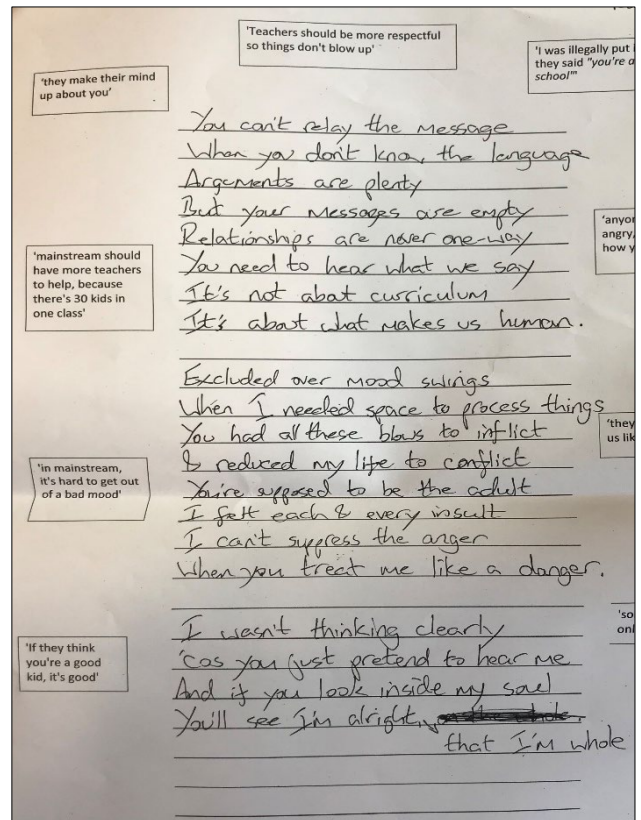 'Teachers should be more respectful
so things don't blow up'
'I was illegally put
they said "you're a
school"'
'they make their mind
up about you'
You can't relay the message
When you don't know the language
Arguments are plenty
But your messages are empty
Relationships are never one-way
You need to hear what we say
It's not about curriculum
It's about what makes us human.
'mainstream should
have more teachers
to help, because
there's 30 kids in
one class'
angry,
how y
Excluded over mood swings
When I needed space to process things
You had all these blows to inflict
& reduced my life to conflict
You're supposed to be the adult
I felt each & every insult
I can't suppress the anger
When you treat me like a danger.
'they
us lik
'in mainstream,
it's hard to get out
of a bad mood'
I wasn't thinking clearly
'cos you just pretend to hear me
And if you look inside my soul
You'll see I'm alright,
that I'm whole
'so
onl
'If they think
you're a good
kid, it's good'